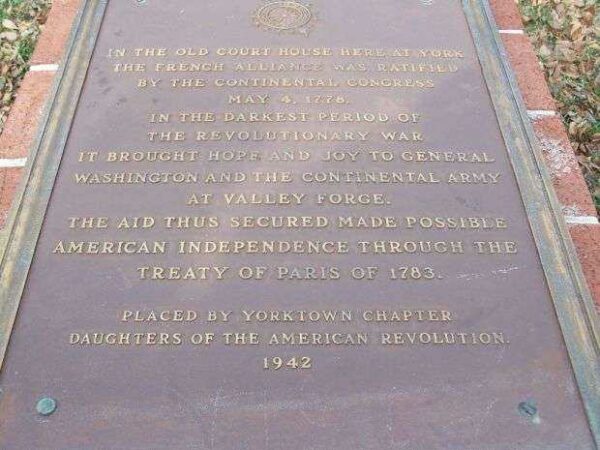 IN THE OLD COURT HOUSE HERE AT YORK
THE FRENCH ALLIANCE WAS RATIFIED
BY THE CONTINENTAL CONGRESS
MAY 4, 1778.
IN THE DARKEST PERIOD OF
THE REVOLUTIONARY WAR
IT BROUGHT HOPE AND JOY TO GENERAL
WASHINGTON AND THE CONTINENTAL ARMY
AT VALLEY FORGE.
THE AID THUS SECURED MADE POSSIBLE
AMERICAN INDEPENDENCE THROUGH THE
TREATY OF PARIS OF 1783.
PLACED BY YORKTOWN CHAPTER
DAUGHTERS OF THE AMERICAN REVOLUTION.
1942